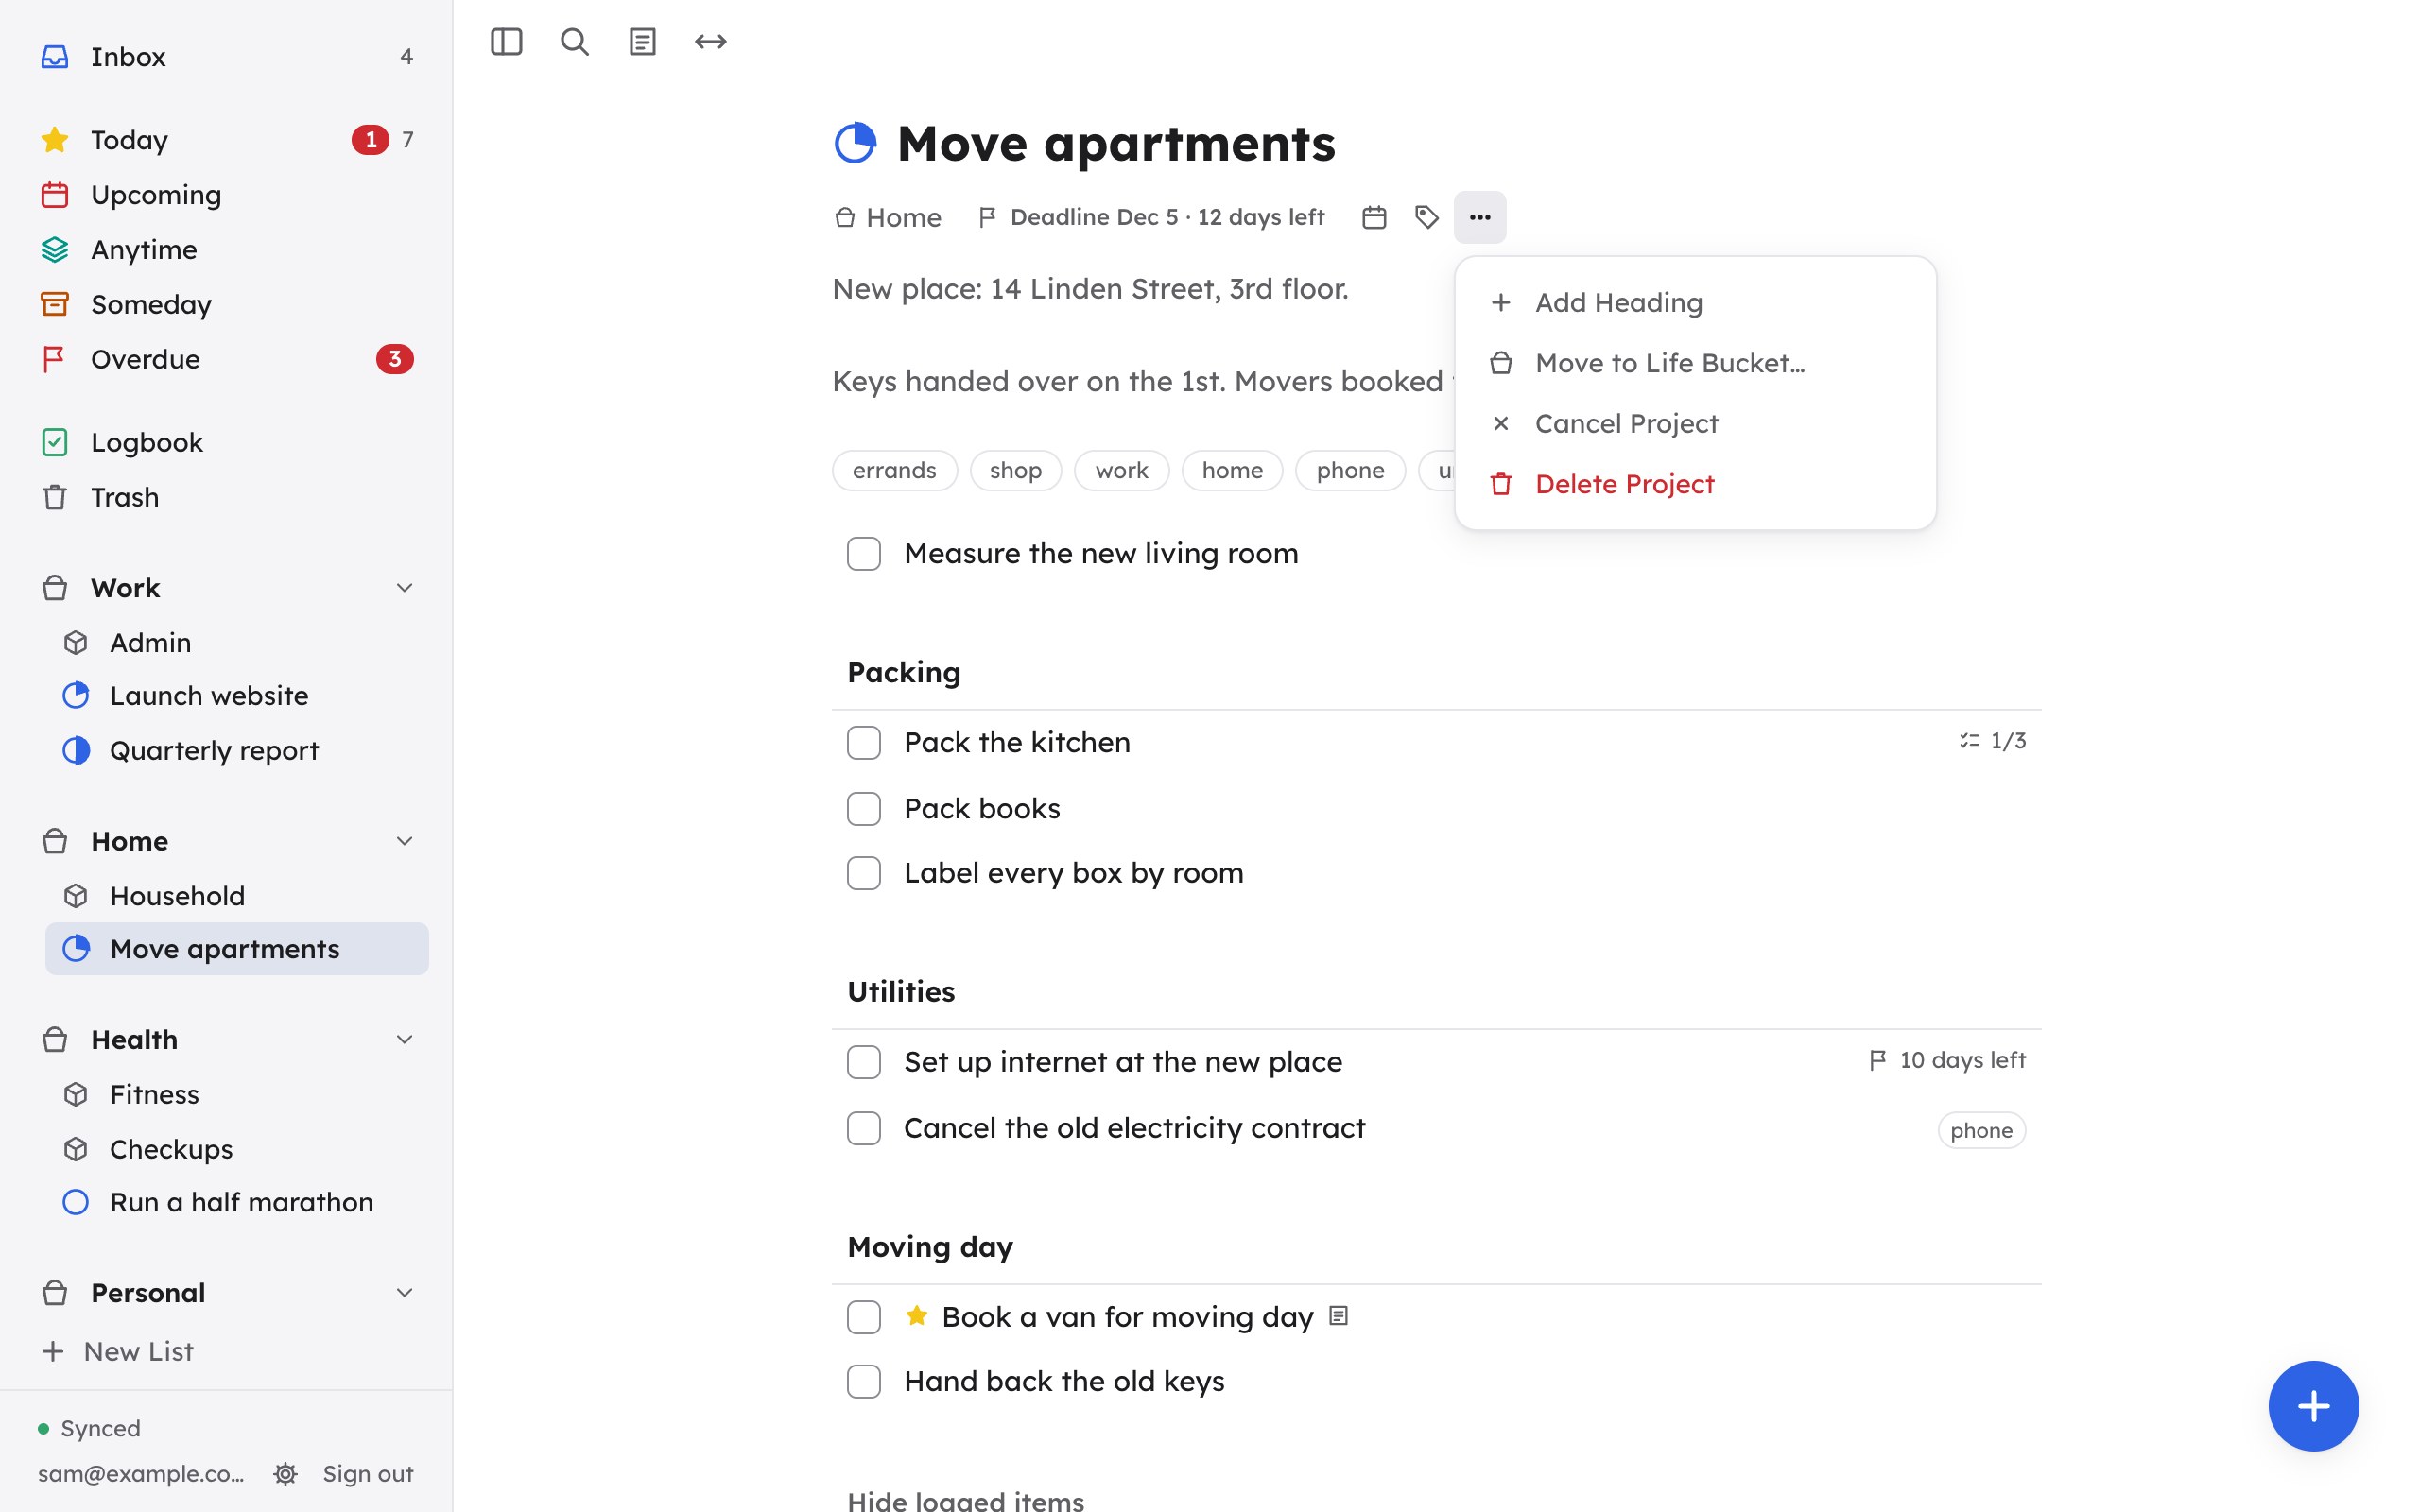 Inbox 4
Today 1 7
Upcoming
Anytime
Someday
Overdue 3
Logbook
Trash
Work
Admin
Launch website
Quarterly report
Home
Household
Move apartments
Health
Fitness
Checkups
Run a half marathon
Personal
New List
Synced
sam@example.co... Sign out
Move apartments
Home Deadline Dec 5 · 12 days left
New place: 14 Linden Street, 3rd floor.
Keys handed over on the 1st. Movers booked
errands shop work home phone
Add Heading
Move to Life Bucket...
Cancel Project
Delete Project
Measure the new living room
Packing
Pack the kitchen 1/3
Pack books
Label every box by room
Utilities
Set up internet at the new place 10 days left
Cancel the old electricity contract phone
Moving day
Book a van for moving day
Hand back the old keys
Hide logged items